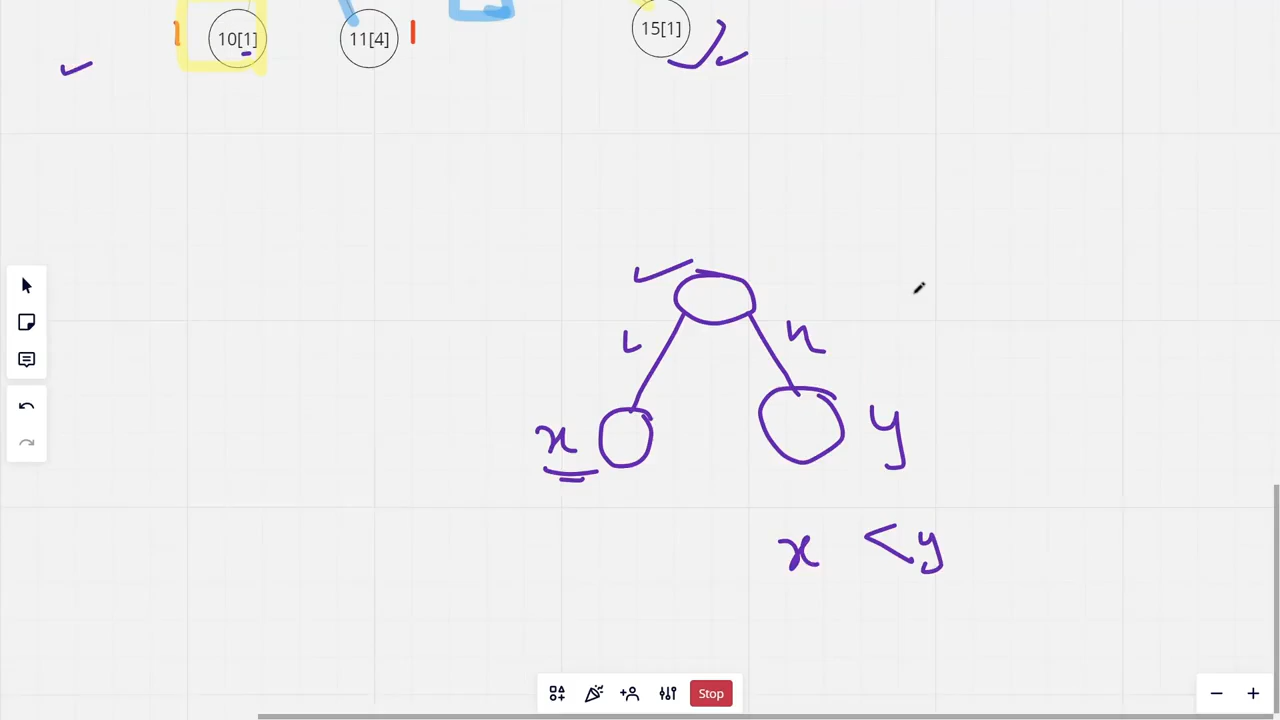 10[1]
11[4]
15[1]
L
r
x
y
x < y
Stop